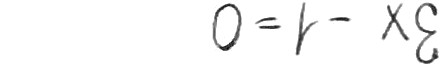 3x - 1 = 0